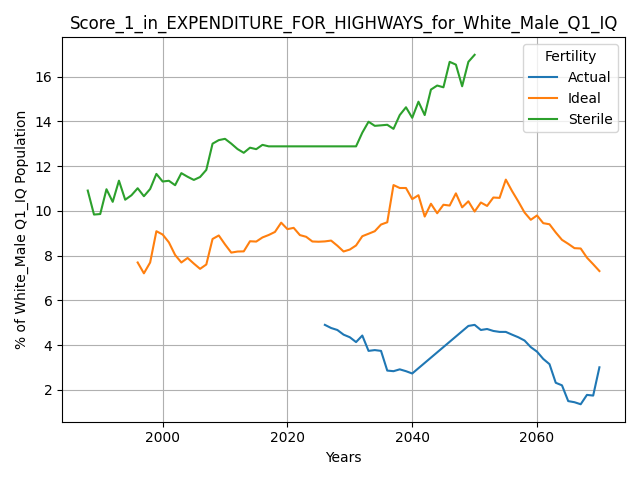 Score_1_in_EXPENDITURE_FOR_HIGHWAYS_for_White_Male_Q1_IQ
Fertility
Actual
Ideal
Sterile
% of White_Male Q1_IQ Population
16
14
12
10
8
6
4
2
2000
2020
2040
2060
Years